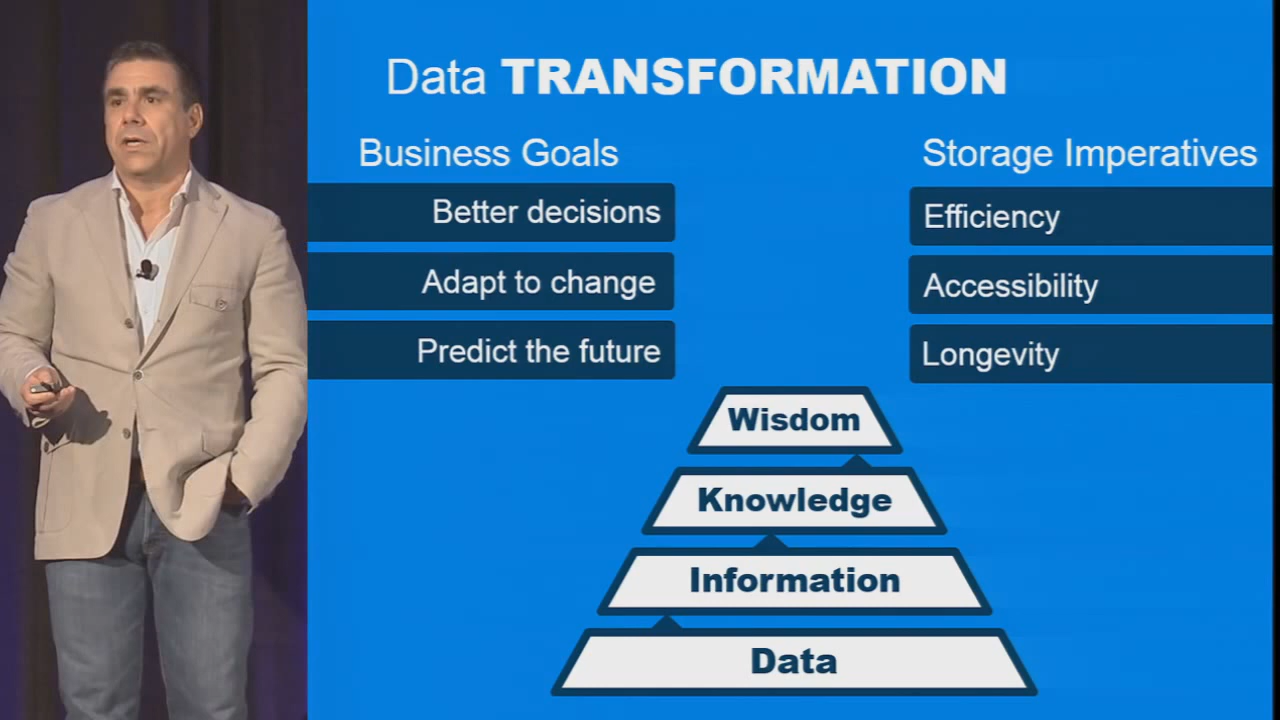 Data TRANSFORMATION
Business Goals
Better decisions
Adapt to change
Predict the future
Storage Imperatives
Efficiency
Accessibility
Longevity
Wisdom
Knowledge
Information
Data